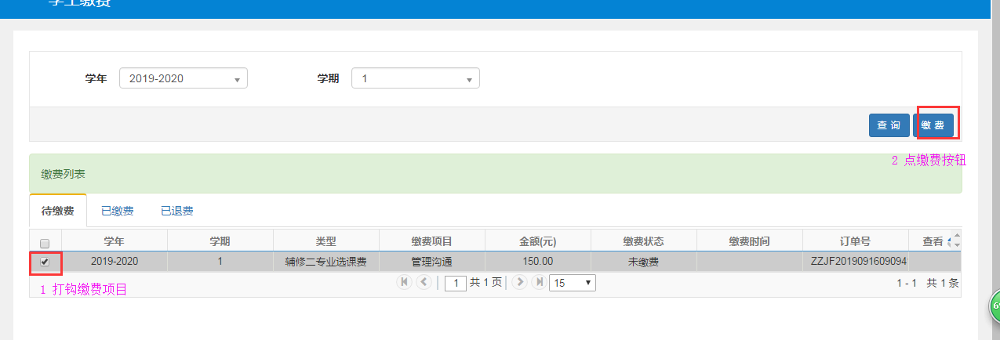 学生缴费
学年 2019-2020 学期 1
查 询 缴 费
2 点缴费按钮
缴费列表
待缴费 已缴费 已退费
学年 学期 类型 缴费项目 金额(元) 缴费状态 缴费时间 订单号 查看
2019-2020 1 辅修二专业选课费 管理沟通 150.00 未缴费 ZZJF2019091609094
1 共 1 页 15 1 - 1 共 1 条
1 打钩缴费项目